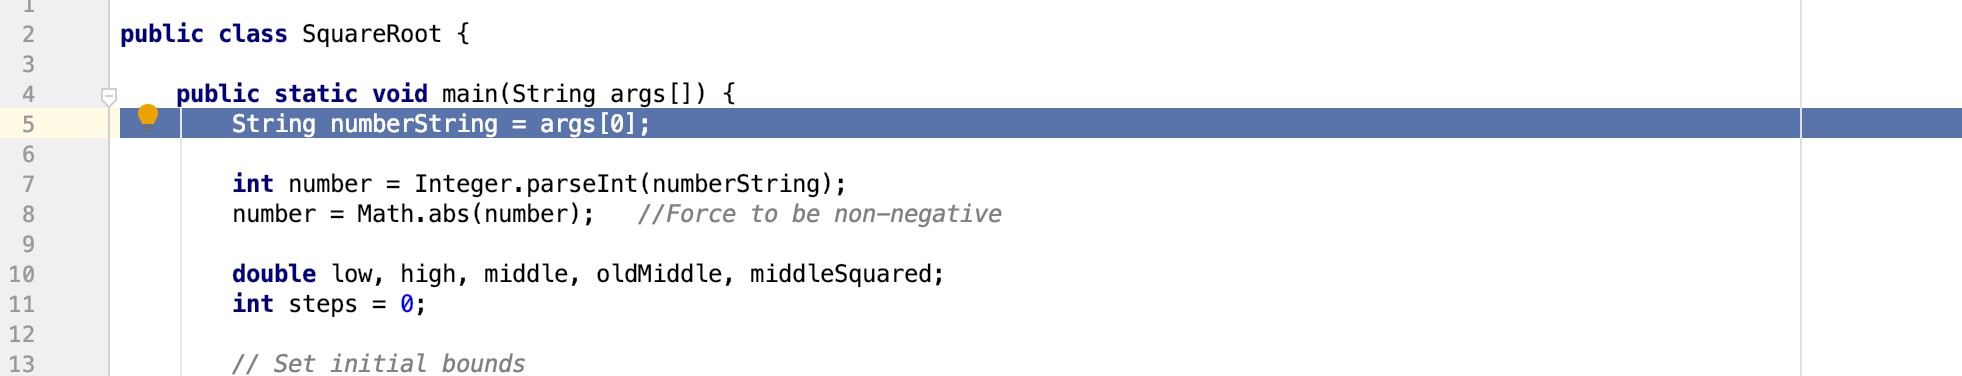 1
2 public class SquareRoot {
3
4     public static void main(String args[]) {
5         String numberString = args[0];
6
7         int number = Integer.parseInt(numberString);
8         number = Math.abs(number);   //Force to be non-negative
9
10         double low, high, middle, oldMiddle, middleSquared;
11         int steps = 0;
12
13         // Set initial bounds